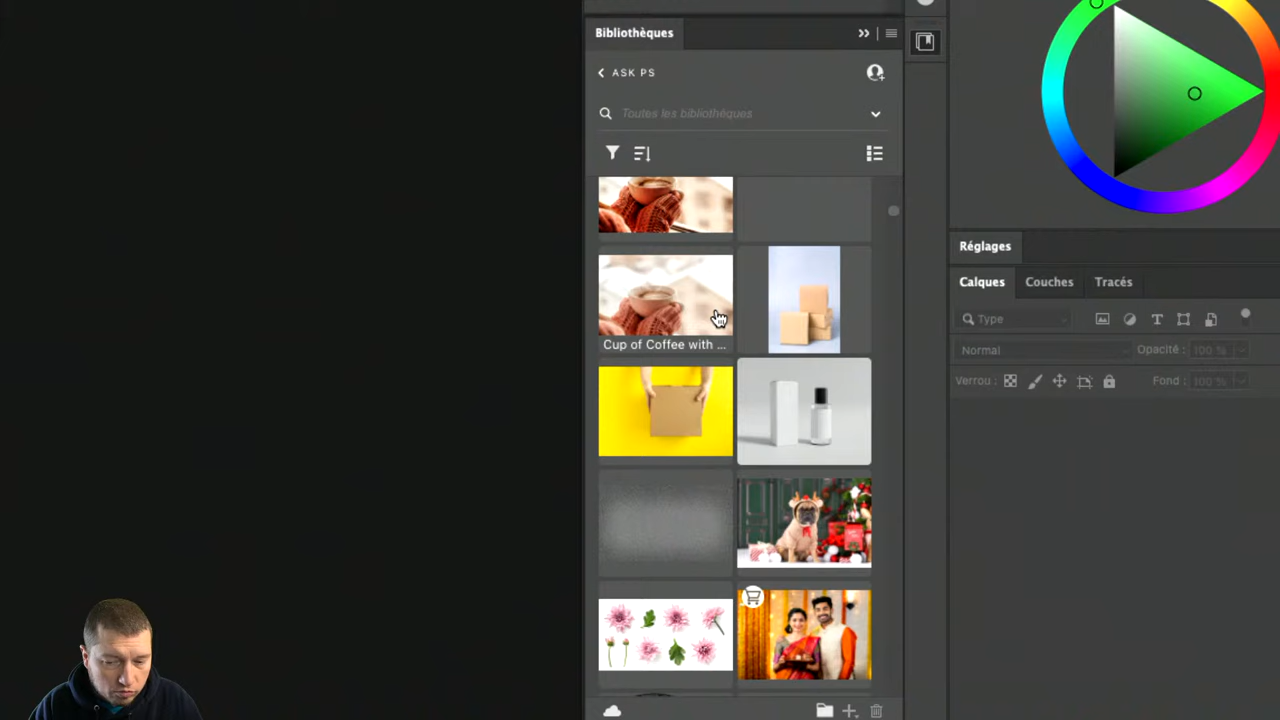 Bibliothèques
ASK PS
Toutes les bibliothéques
Cup of Coffee with ...
Réglages
Calques
Couches
Tracés
Type
Normal
Opacité :
100 %
Verrou :
Fond :
100 %